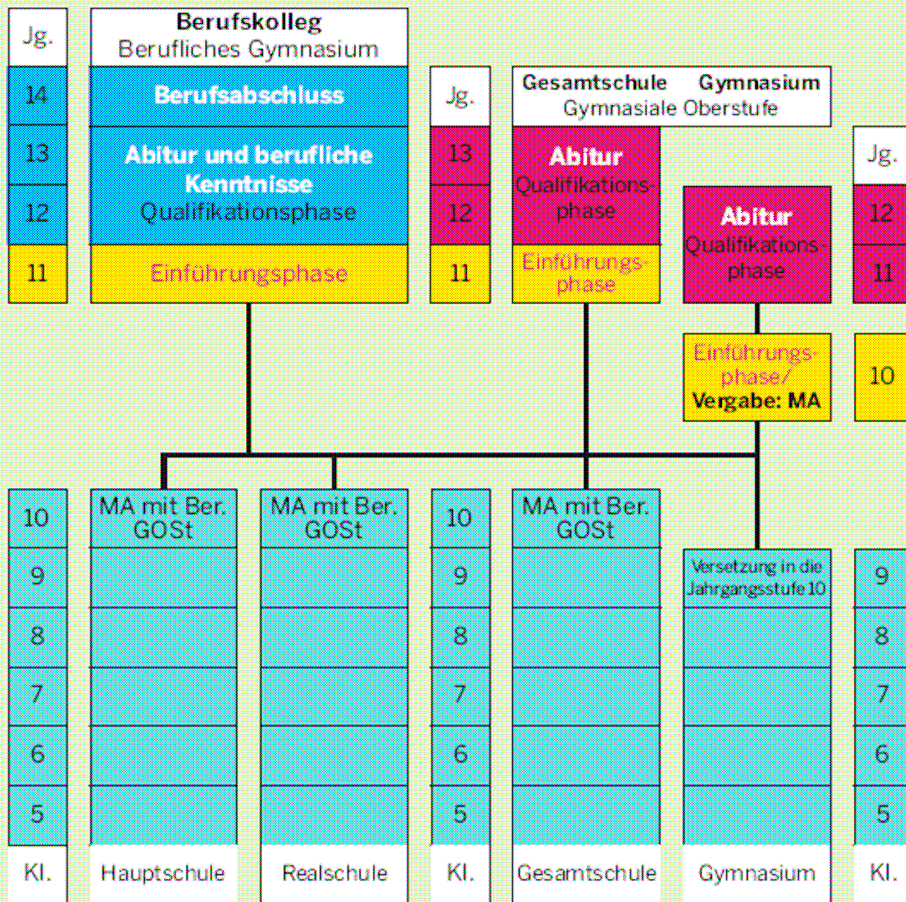 Jg.
Berufskolleg
Berufliches Gymnasium
14
Berufsabschluss
13
Abitur und berufliche
Kenntnisse
12
Qualifikationsphase
11
Einführungsphase
Jg.
Gesamtschule Gymnasium
Gymnasiale Oberstufe
13
Abitur
Qualifikations-
phase
12
11
Einführungs-
phase
Jg.
Abitur
Qualifikations-
phase
12
11
Einführungs-
phase/
Vergabe: MA
10
10
MA mit Ber.
GOSt
MA mit Ber.
GOSt
10
MA mit Ber.
GOSt
9
9
Versetzung in die
Jahrgangsstufe 10
9
8
8
8
7
7
7
6
6
6
5
5
5
Kl.
Hauptschule
Realschule
Kl.
Gesamtschule
Gymnasium
Kl.